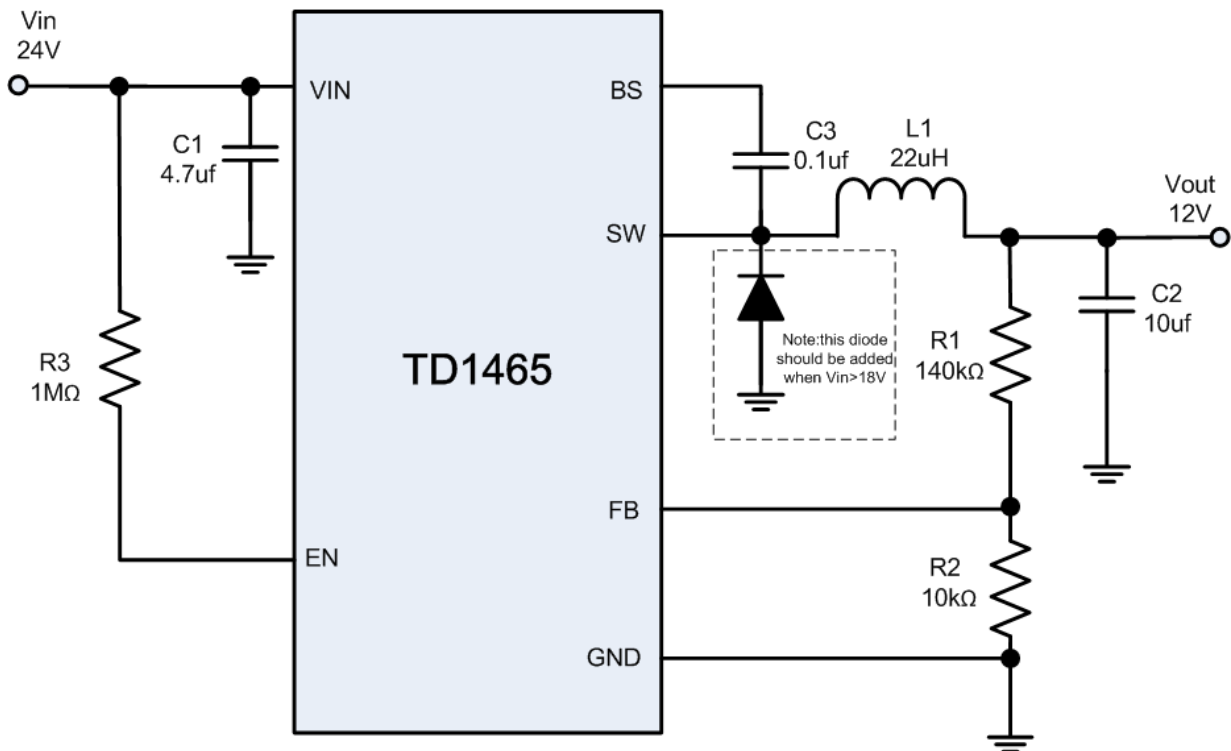 Vin
24V
VIN
C1
4.7uf
R3
1MΩ
EN
TD1465
BS
SW
FB
GND
C3
0.1uf
L1
22uH
Vout
12V
Note:this diode
should be added
when Vin>18V
R1
140kΩ
C2
10uf
R2
10kΩ